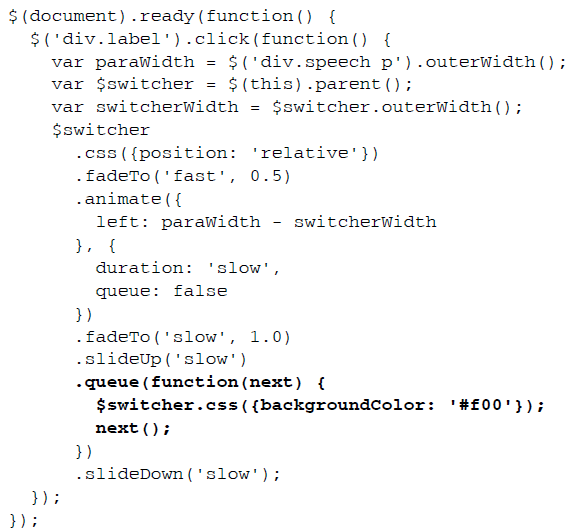 $(document).ready(function() {
  $('div.label').click(function() {
    var paraWidth = $('div.speech p').outerWidth();
    var $switcher = $(this).parent();
    var switcherWidth = $switcher.outerWidth();
    $switcher
      .css({position: 'relative'})
      .fadeTo('fast', 0.5)
      .animate({
        left: paraWidth - switcherWidth
      }, {
        duration: 'slow',
        queue: false
      })
      .fadeTo('slow', 1.0)
      .slideUp('slow')
      .queue(function(next) {
        $switcher.css({backgroundColor: '#f00'});
        next();
      })
      .slideDown('slow');
  });
});